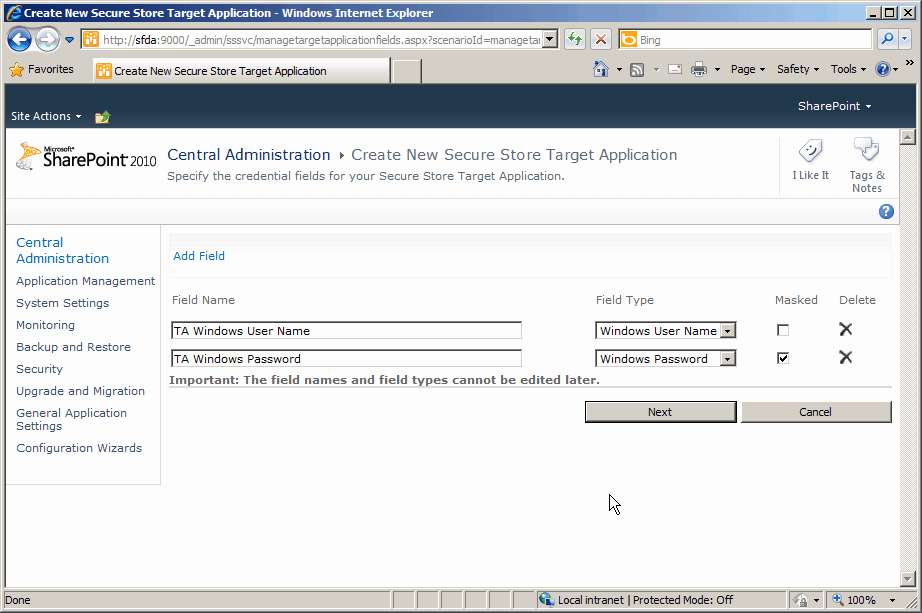 Create New Secure Store Target Application - Windows Internet Explorer
http://sfda:9000/_admin/sssvc/managetargetapplicationfields.aspx?scenarioId=managetar
Bing
Favorites
Create New Secure Store Target Application
Page
Safety
Tools
SharePoint
Site Actions
Microsoft®
SharePoint 2010
Central Administration
Create New Secure Store Target Application
Specify the credential fields for your Secure Store Target Application.
I Like It
Tags &
Notes
Central
Administration
Application Management
System Settings
Monitoring
Backup and Restore
Security
Upgrade and Migration
General Application
Settings
Configuration Wizards
Add Field
Field Name
Field Type
Masked
Delete
TA Windows User Name
Windows User Name
TA Windows Password
Windows Password
Important: The field names and field types cannot be edited later.
Next
Cancel
Done
Local intranet | Protected Mode: Off
100%